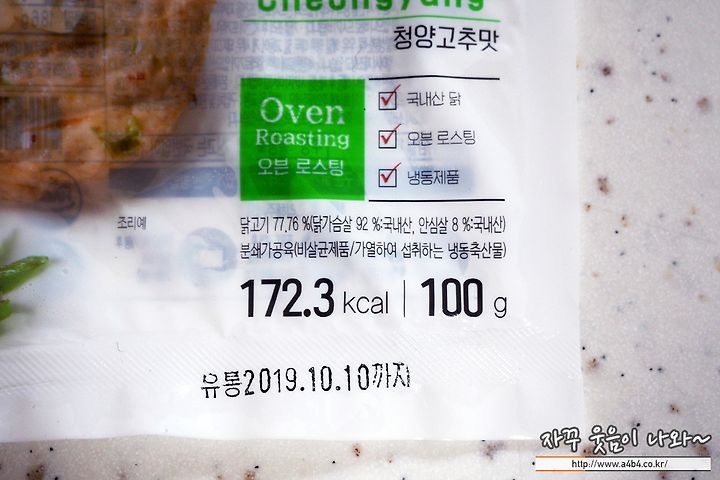 Cheongyang
청양고추맛
Oven
Roasting
오븐 로스팅
국내산 닭
오븐 로스팅
냉동제품
조리예
닭고기 77.76 %(닭가슴살 92 %:국내산, 안심살 8 %:국내산)
분쇄가공육(비살균제품/가열하여 섭취하는 냉동축산물)
172.3 kcal | 100 g
유통2019.10.10까지
자꾸 웃음이 나와~
http://www.a4b4.co.kr/